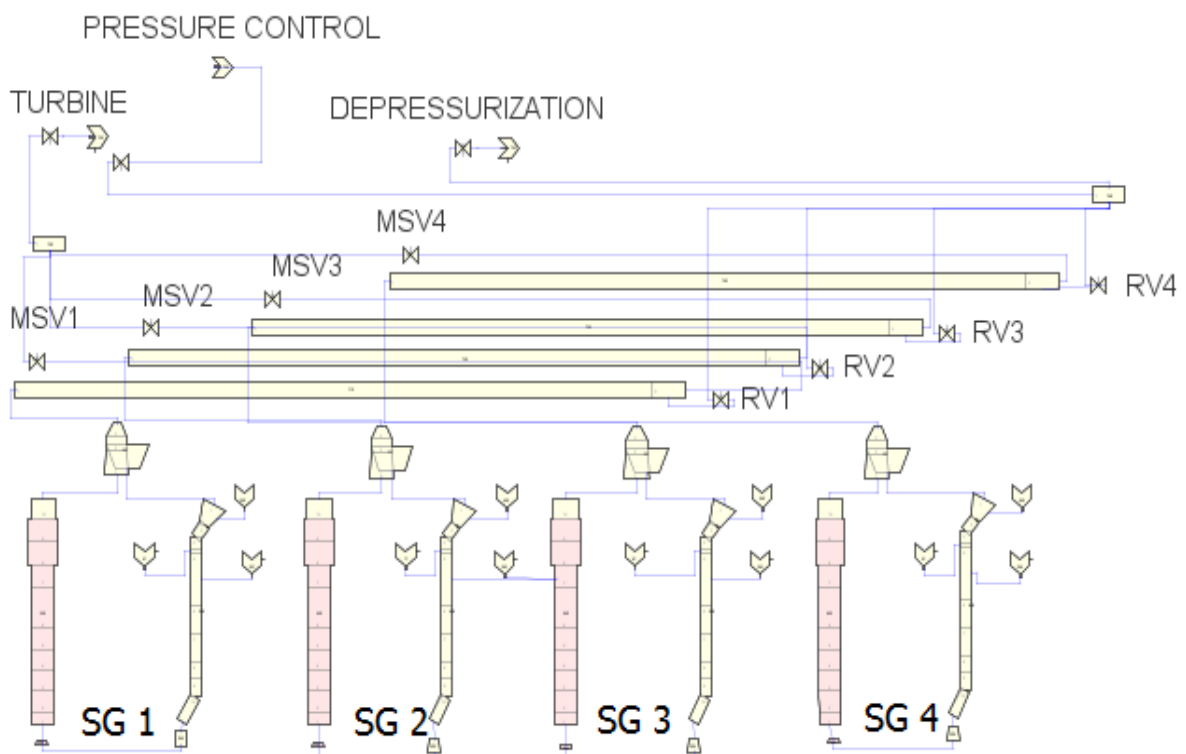 PRESSURE CONTROL
TURBINE
DEPRESSURIZATION
MSV4
MSV3
MSV2
MSV1
RV4
RV3
RV2
RV1
SG 1
SG 2
SG 3
SG 4